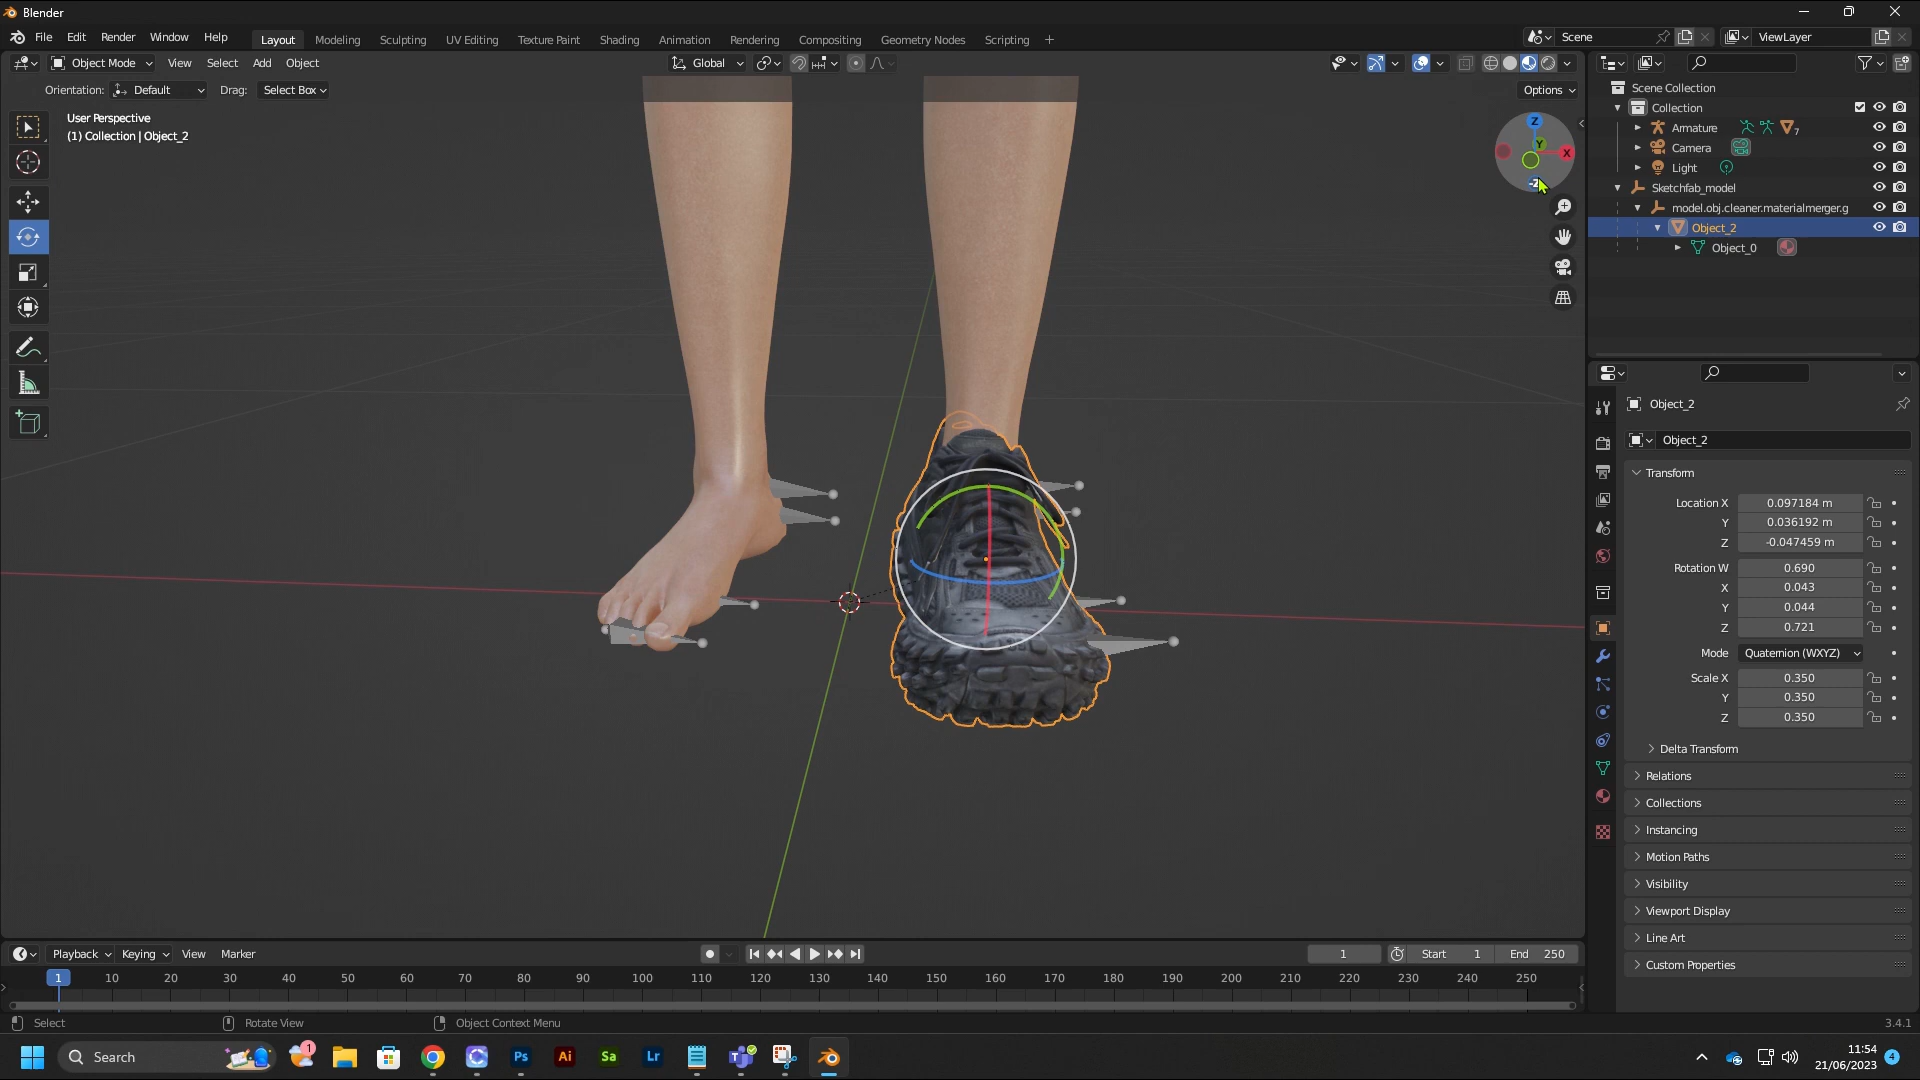 Blender
File Edit Render Window Help
Layout Modeling Sculpting UV Editing Texture Paint Shading Animation Rendering Compositing Geometry Nodes Scripting +
Scene
ViewLayer
Object Mode View Select Add Object
Global
Orientation: Default Drag: Select Box
Options
User Perspective
(1) Collection | Object_2
Z
Y
X
-Z
Scene Collection
Collection
Armature 7
Camera
Light
Sketchfab_model
model.obj.cleaner.materialmerger.g
Object_2
Object_0
Object_2
Object_2
Transform
Location X 0.097184 m
Y 0.036192 m
Z -0.047459 m
Rotation W 0.690
X 0.043
Y 0.044
Z 0.721
Mode Quaternion (WXYZ)
Scale X 0.350
Y 0.350
Z 0.350
Delta Transform
Relations
Collections
Instancing
Motion Paths
Visibility
Viewport Display
Line Art
Custom Properties
Playback Keying View Marker
1 Start 1 End 250
1 10 20 30 40 50 60 70 80 90 100 110 120 130 140 150 160 170 180 190 200 210 220 230 240 250
Select Rotate View Object Context Menu 3.4.1
Search
1
Ps Ai Sa Lr
11:54
21/06/2023
4